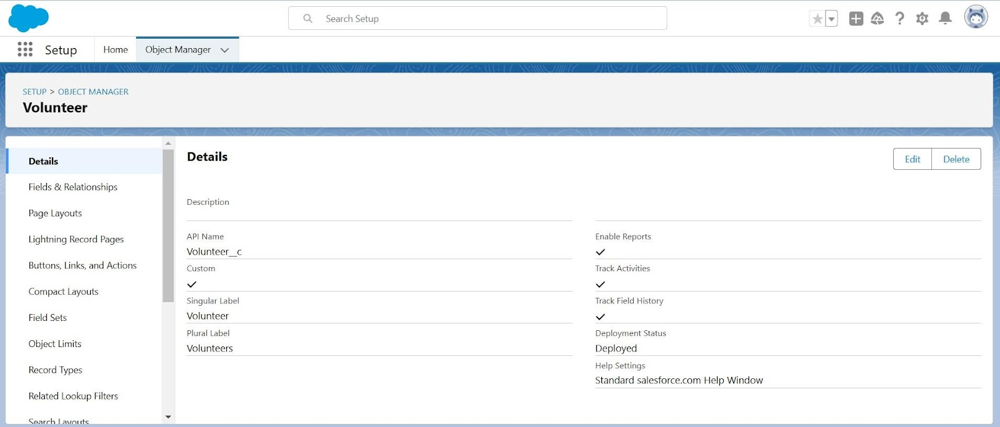 Search Setup
Setup
Home
Object Manager
SETUP > OBJECT MANAGER
Volunteer
Details
Fields & Relationships
Page Layouts
Lightning Record Pages
Buttons, Links, and Actions
Compact Layouts
Field Sets
Object Limits
Record Types
Related Lookup Filters
Search Layouts
Details
Edit
Delete
Description
API Name
Volunteer__c
Custom
Singular Label
Volunteer
Plural Label
Volunteers
Enable Reports
Track Activities
Track Field History
Deployment Status
Deployed
Help Settings
Standard salesforce.com Help Window